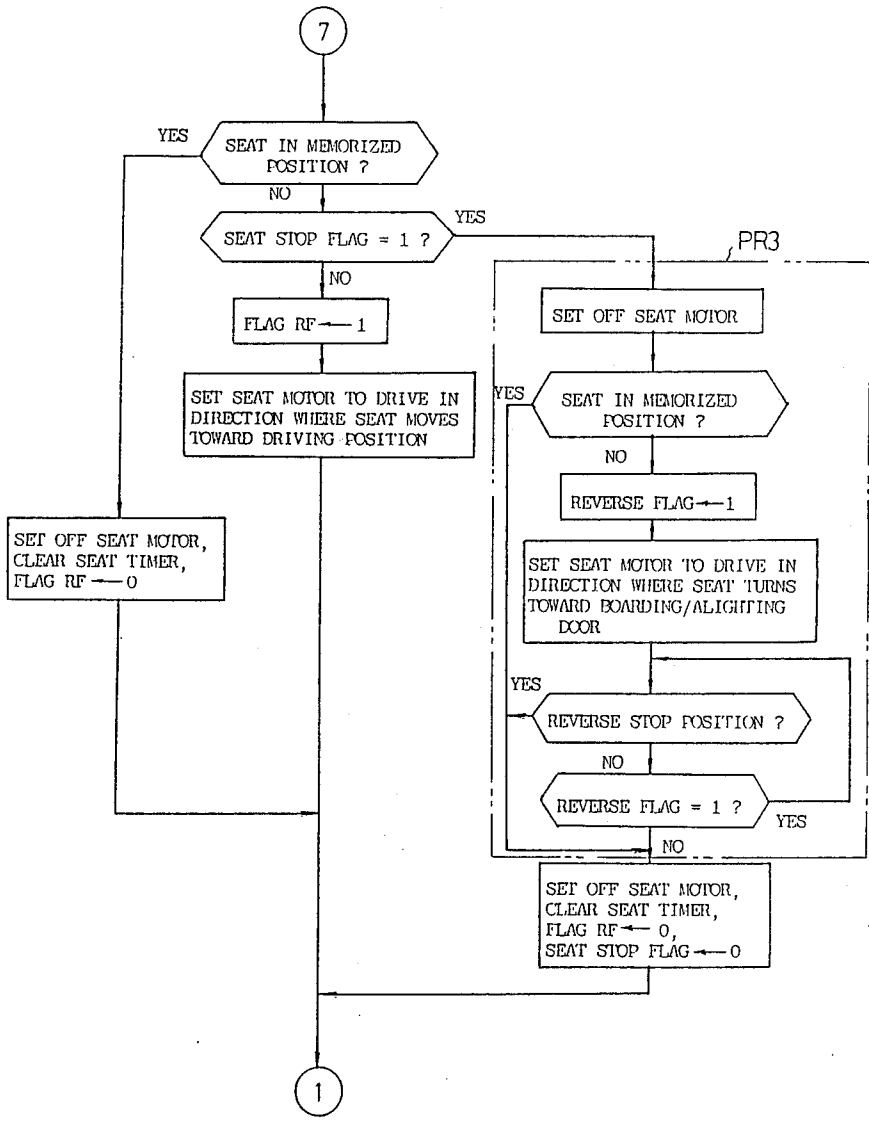 7
YES
SEAT IN MEMORIZED
POSITION ?
NO
SEAT STOP FLAG = 1 ?
YES
NO
FLAG RF ← 1
SET SEAT MOTOR TO DRIVE IN
DIRECTION WHERE SEAT MOVES
TOWARD DRIVING POSITION
SET OFF SEAT MOTOR,
CLEAR SEAT TIMER,
FLAG RF ← 0
PR3
SET OFF SEAT MOTOR
YES
SEAT IN MEMORIZED
POSITION ?
NO
REVERSE FLAG ← 1
SET SEAT MOTOR TO DRIVE IN
DIRECTION WHERE SEAT TURNS
TOWARD BOARDING/ALIGHTING
DOOR
YES
REVERSE STOP POSITION ?
NO
REVERSE FLAG = 1 ?
YES
NO
SET OFF SEAT MOTOR,
CLEAR SEAT TIMER,
FLAG RF ← 0,
SEAT STOP FLAG ← 0
1